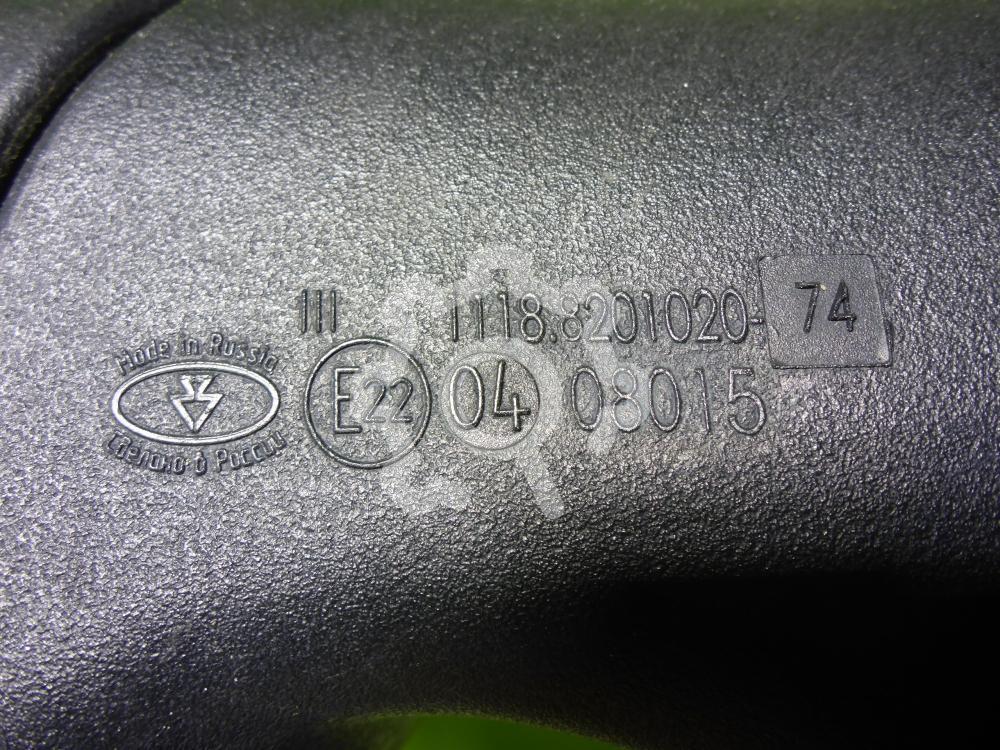 III 1118.8201020-74
Made in Russia
E22 04 08015
Сделано в России